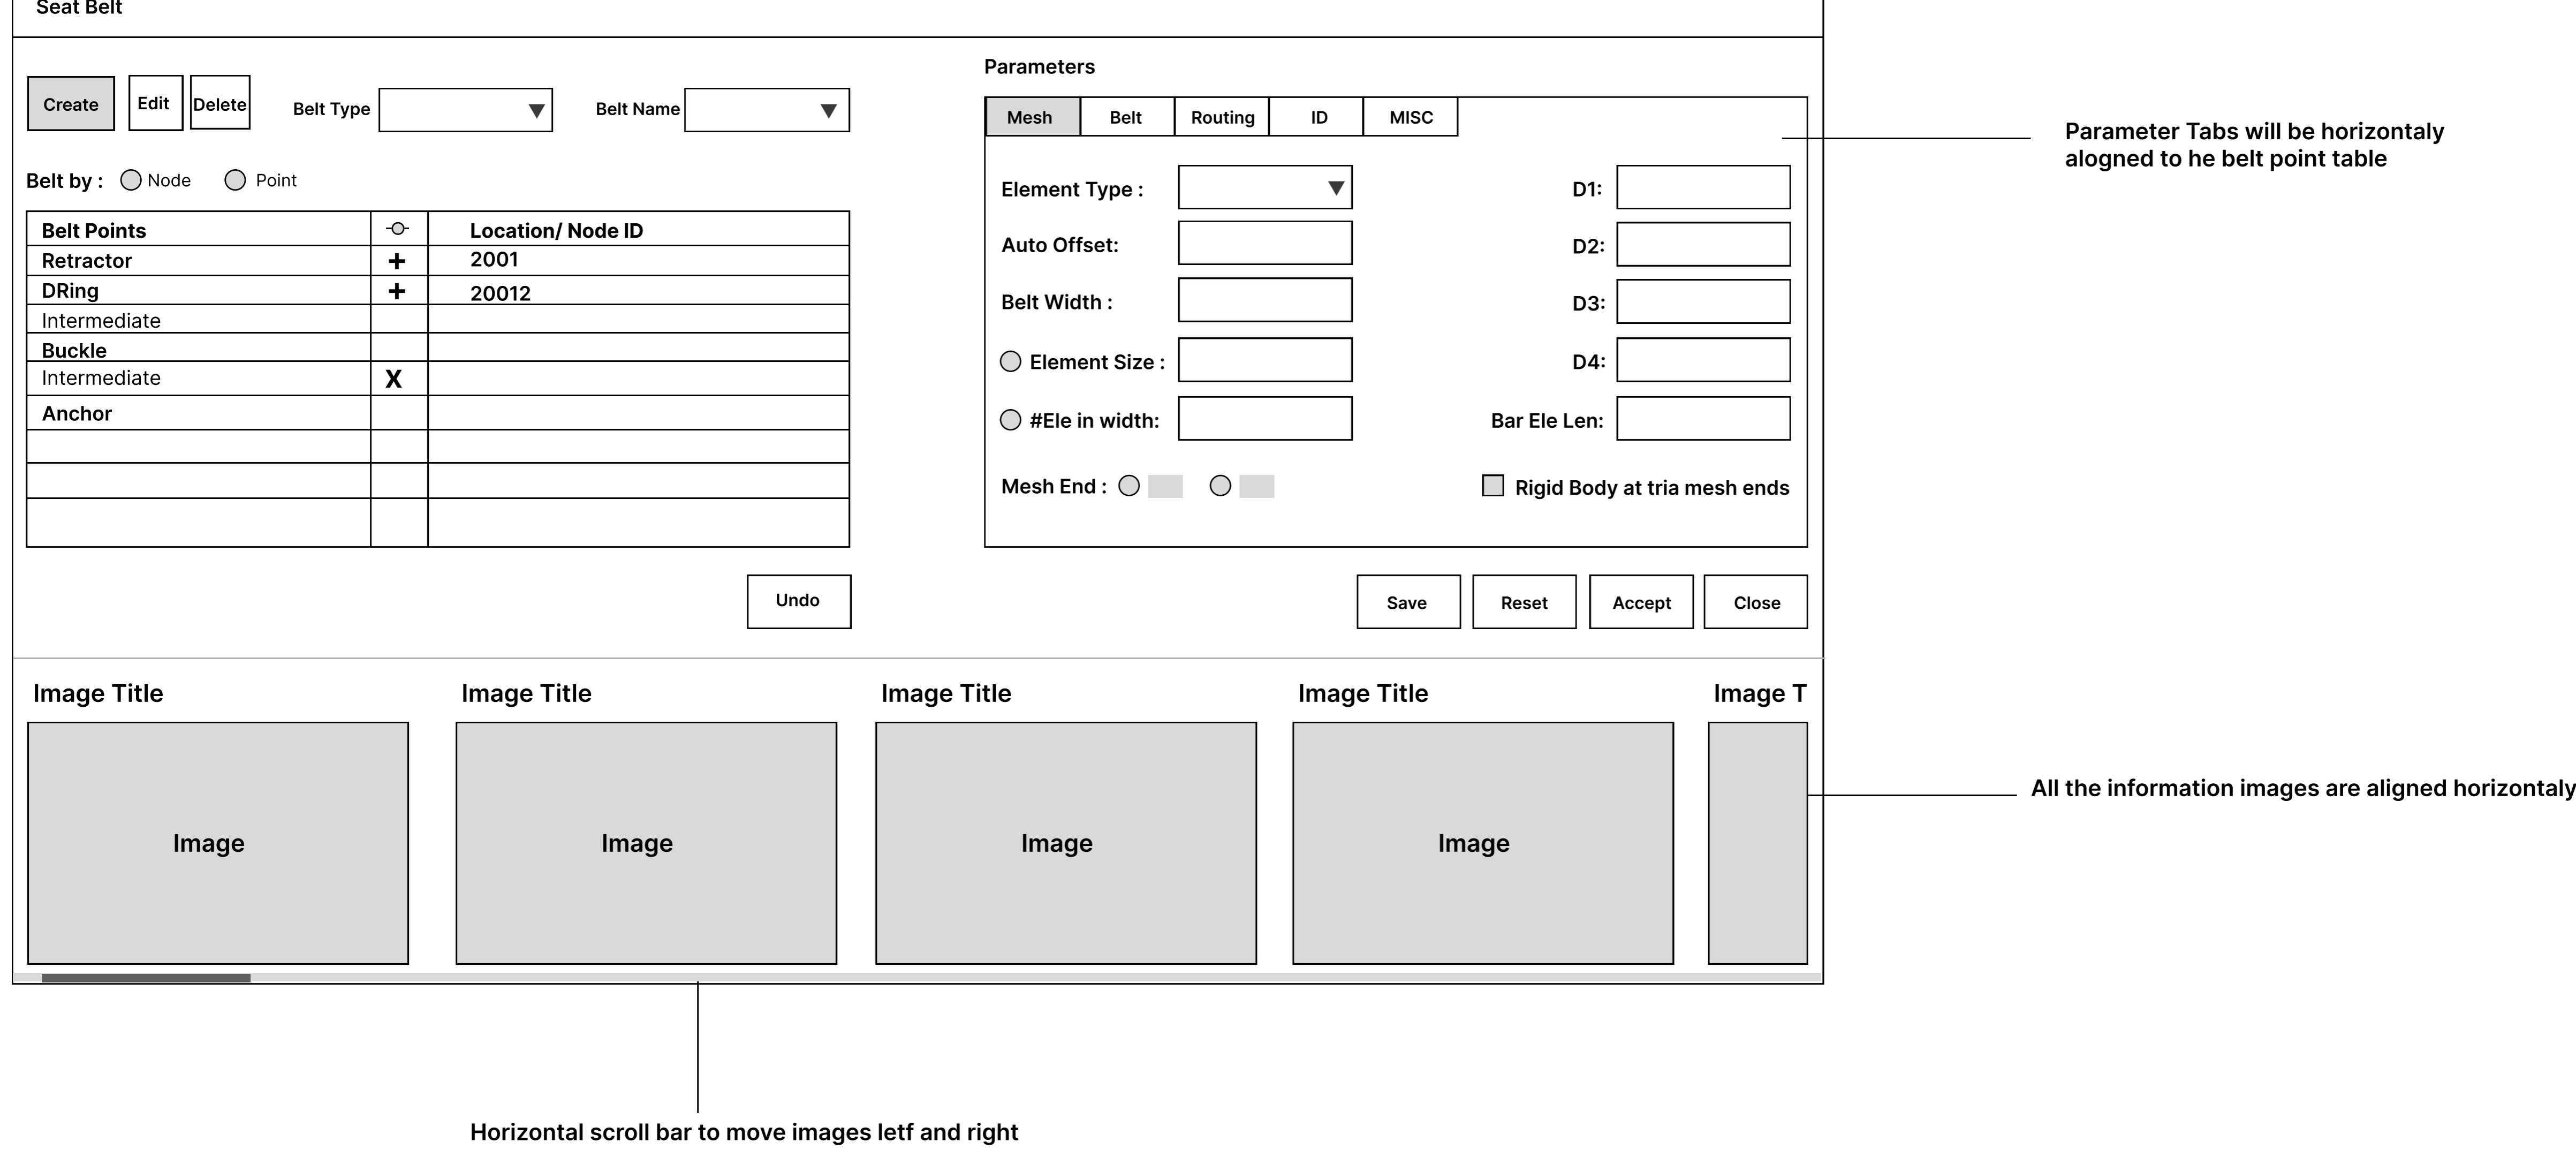 Seat Belt
Create
Edit
Delete
Belt Type
Belt Name
Belt by :
Node
Point
Belt Points
Location/ Node ID
Retractor
+
2001
DRing
+
20012
Intermediate
Buckle
Intermediate
X
Anchor
Undo
Parameters
Mesh
Belt
Routing
ID
MISC
Element Type :
D1:
Auto Offset:
D2:
Belt Width :
D3:
Element Size :
D4:
#Ele in width:
Bar Ele Len:
Mesh End :
Rigid Body at tria mesh ends
Save
Reset
Accept
Close
Parameter Tabs will be horizontaly
alogned to he belt point table
Image Title
Image Title
Image Title
Image Title
Image T
Image
Image
Image
Image
All the information images are aligned horizontaly
Horizontal scroll bar to move images letf and right